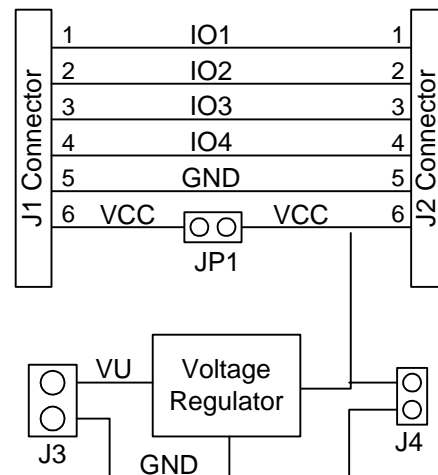 J1 Connector
1 IO1 1
2 IO2 2
3 IO3 3
4 IO4 4
5 GND 5
6 VCC VCC 6
JP1
J2 Connector
VU
Voltage
Regulator
J3
J4
GND